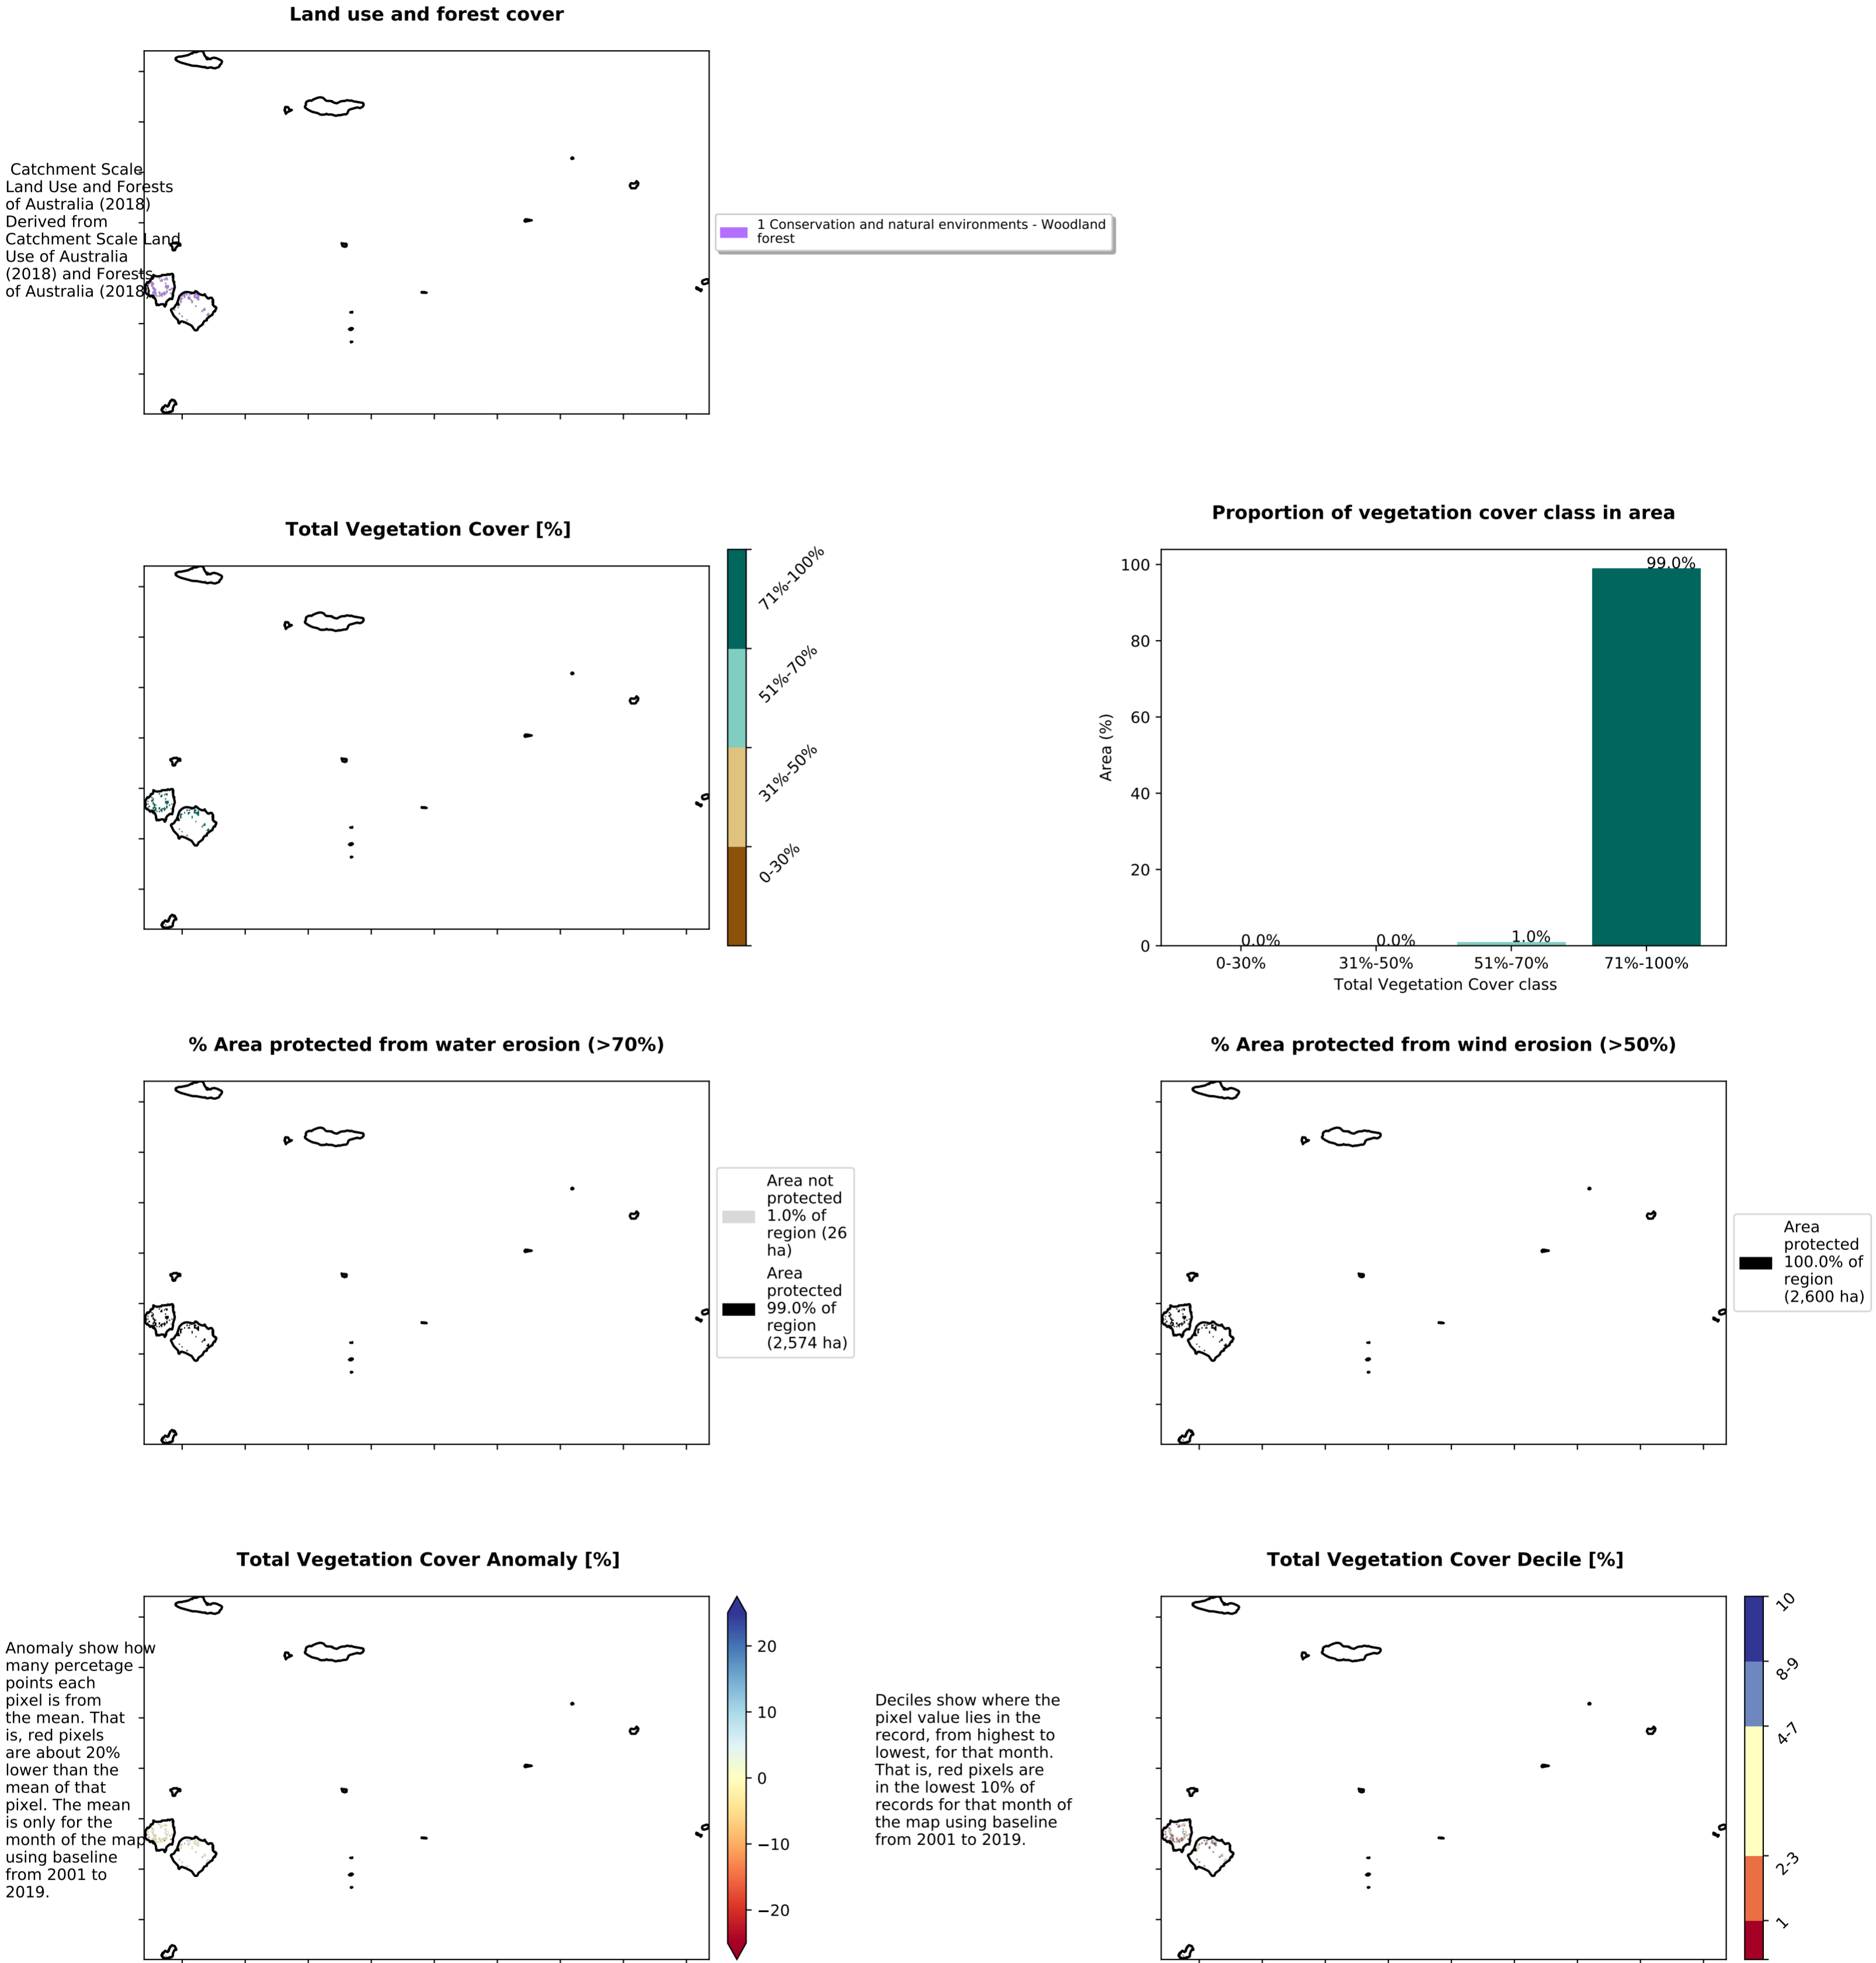 Land use and forest cover
Catchment Scale
Land Use and Forests
of Australia (2018)
Derived from
Catchment Scale Land
Use of Australia
(2018) and Forests
of Australia (2018)
1 Conservation and natural environments - Woodland
forest
Total Vegetation Cover [%]
71%-100%
51%-70%
31%-50%
0-30%
Proportion of vegetation cover class in area
Area (%)
100
80
60
40
20
0
0.0%
0.0%
1.0%
99.0%
0-30%
31%-50%
51%-70%
71%-100%
Total Vegetation Cover class
% Area protected from water erosion (>70%)
Area not
protected
1.0% of
region (26
ha)
Area
protected
99.0% of
region
(2,574 ha)
% Area protected from wind erosion (>50%)
Area
protected
100.0% of
region
(2,600 ha)
Total Vegetation Cover Anomaly [%]
Anomaly show how
many percetage
points each
pixel is from
the mean. That
is, red pixels
are about 20%
lower than the
mean of that
pixel. The mean
is only for the
month of the map
using baseline
from 2001 to
2019.
20
10
0
−10
−20
Total Vegetation Cover Decile [%]
Deciles show where the
pixel value lies in the
record, from highest to
lowest, for that month.
That is, red pixels are
in the lowest 10% of
records for that month of
the map using baseline
from 2001 to 2019.
10
8-9
4-7
2-3
1